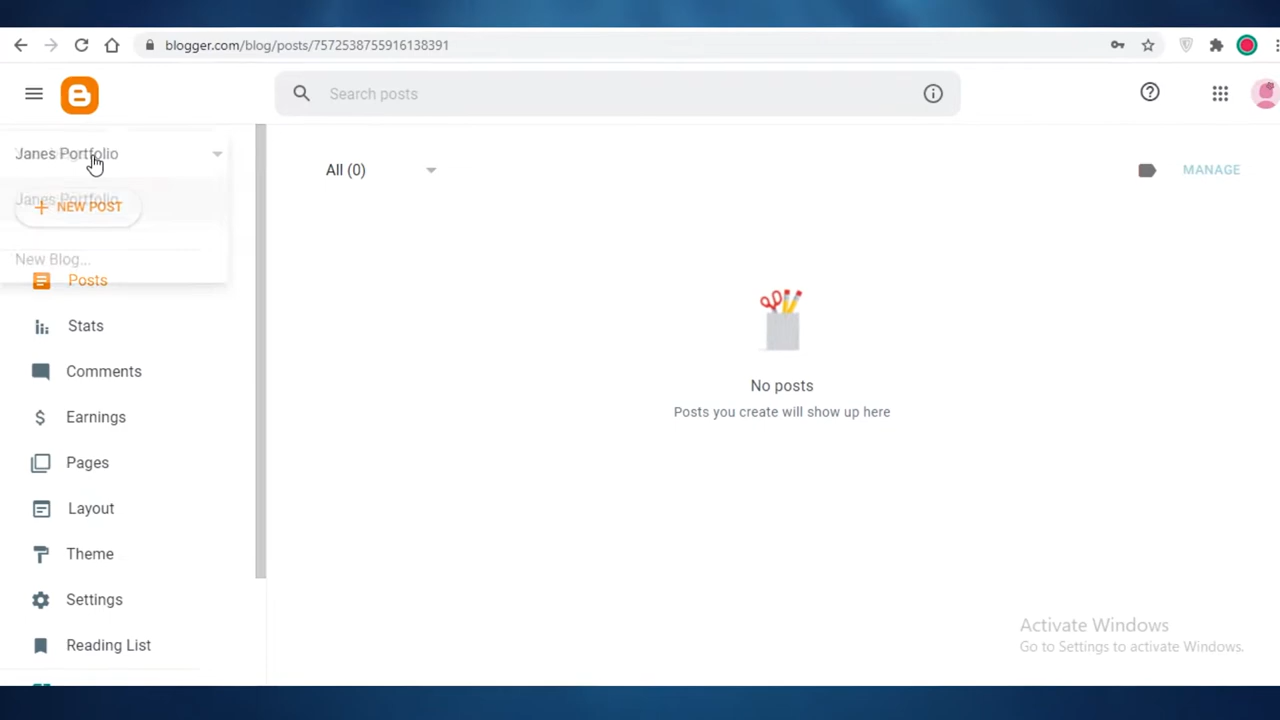 blogger.com/blog/posts/7572538755916138391
Search posts
Janes Portfolio
Janes Portfolio
NEW POST
New Blog...
Posts
Stats
Comments
Earnings
Pages
Layout
Theme
Settings
Reading List
All (0)
MANAGE
No posts
Posts you create will show up here
Activate Windows
Go to Settings to activate Windows.